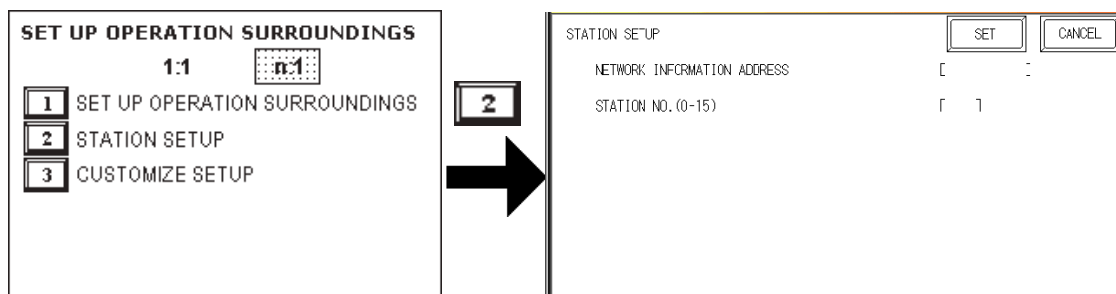 SET UP OPERATION SURROUNDINGS
1:1 n:1
1 SET UP OPERATION SURROUNDINGS
2 STATION SETUP
3 CUSTOMIZE SETUP
2
STATION SETUP SET CANCEL
NETWORK INFORMATION ADDRESS [ ]
STATION NO.(0-15) [ ]